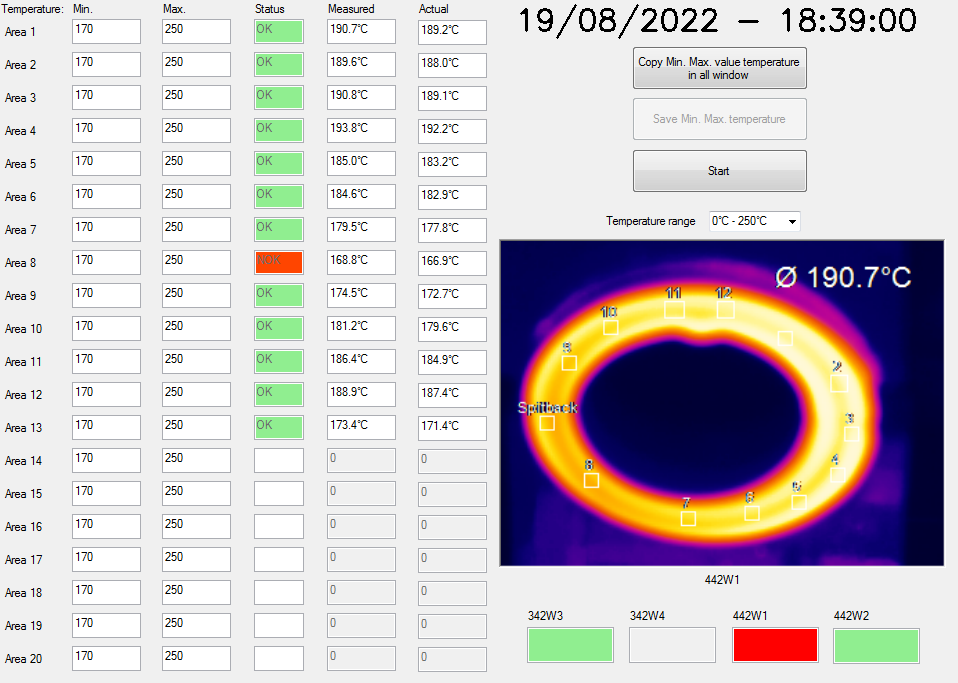 Temperature: Min. Max. Status Measured Actual
Area 1 170 250 OK 190.7°C 189.2°C
Area 2 170 250 OK 189.6°C 188.0°C
Area 3 170 250 OK 190.8°C 189.1°C
Area 4 170 250 OK 193.8°C 192.2°C
Area 5 170 250 OK 185.0°C 183.2°C
Area 6 170 250 OK 184.6°C 182.9°C
Area 7 170 250 OK 179.5°C 177.8°C
Area 8 170 250 NOK 168.8°C 166.9°C
Area 9 170 250 OK 174.5°C 172.7°C
Area 10 170 250 OK 181.2°C 179.6°C
Area 11 170 250 OK 186.4°C 184.9°C
Area 12 170 250 OK 188.9°C 187.4°C
Area 13 170 250 OK 173.4°C 171.4°C
Area 14 170 250 0 0
Area 15 170 250 0 0
Area 16 170 250 0 0
Area 17 170 250 0 0
Area 18 170 250 0 0
Area 19 170 250 0 0
Area 20 170 250 0 0
19/08/2022 - 18:39:00
Copy Min. Max. value temperature
in all window
Save Min. Max. temperature
Start
Temperature range 0°C - 250°C
Ø 190.7°C
11 12
10
2
3
4
7
442W1
342W3 342W4 442W1 442W2